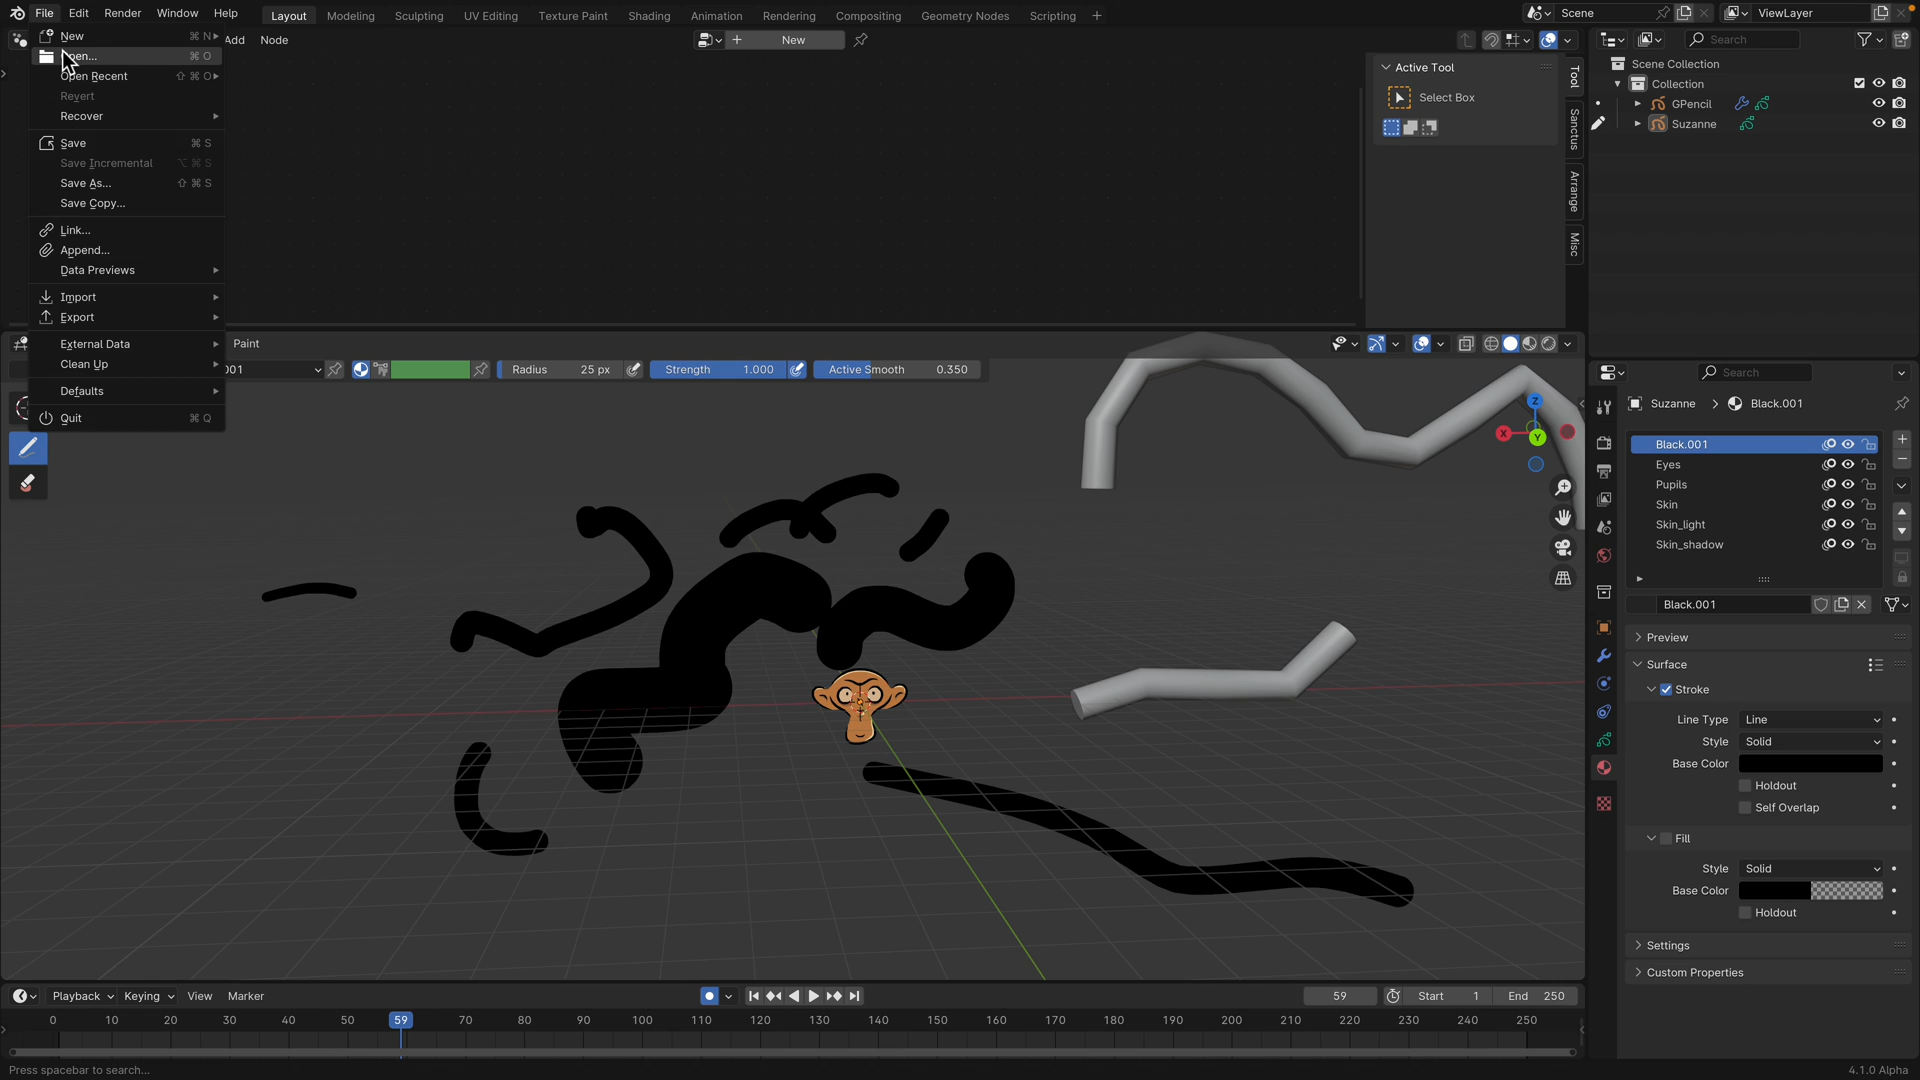 File Edit Render Window Help Layout Modeling Sculpting UV Editing Texture Paint Shading Animation Rendering Compositing Geometry Nodes Scripting + Scene ViewLayer
Add Node New Search
New ⌘ N
⌘ O
Open Recent ⇧ ⌘ O
Revert
Recover
Save ⌘ S
Save Incremental ⌥ ⌘ S
Save As... ⇧ ⌘ S
Save Copy...
Link...
Append...
Data Previews
Import
Export
External Data
Clean Up
Defaults
Quit ⌘ Q
Active Tool
Select Box
Tool
Sanctus
Arrange
Misc
Scene Collection
Collection
GPencil
Suzanne
Paint
001 Radius 25 px Strength 1.000 Active Smooth 0.350
Z
X
Y
Search
Suzanne > Black.001
Black.001
Eyes
Pupils
Skin
Skin_light
Skin_shadow
Black.001
Preview
Surface
Stroke
Line Type Line
Style Solid
Base Color
Holdout
Self Overlap
Fill
Style Solid
Base Color
Holdout
Settings
Custom Properties
Playback Keying View Marker 59 Start 1 End 250
0 10 20 30 40 50 59 70 80 90 100 110 120 130 140 150 160 170 180 190 200 210 220 230 240 250
Press spacebar to search... 4.1.0 Alpha